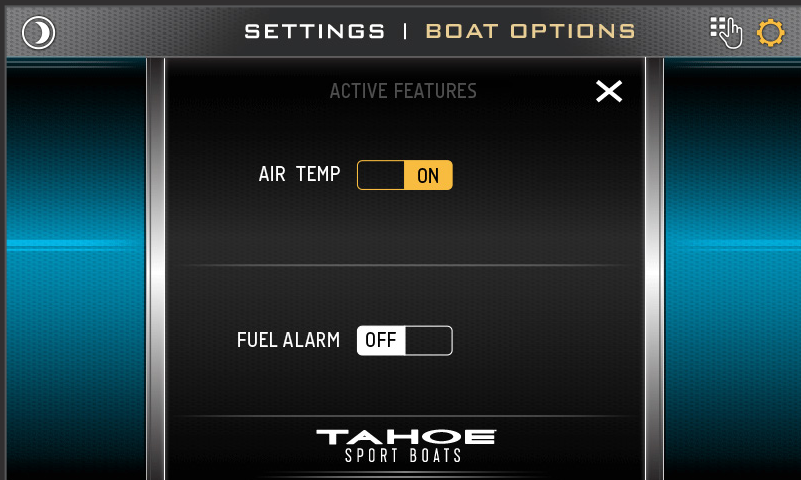 SETTINGS | BOAT OPTIONS
ACTIVE FEATURES
AIR TEMP ON
FUEL ALARM OFF
TAHOE
SPORT BOATS